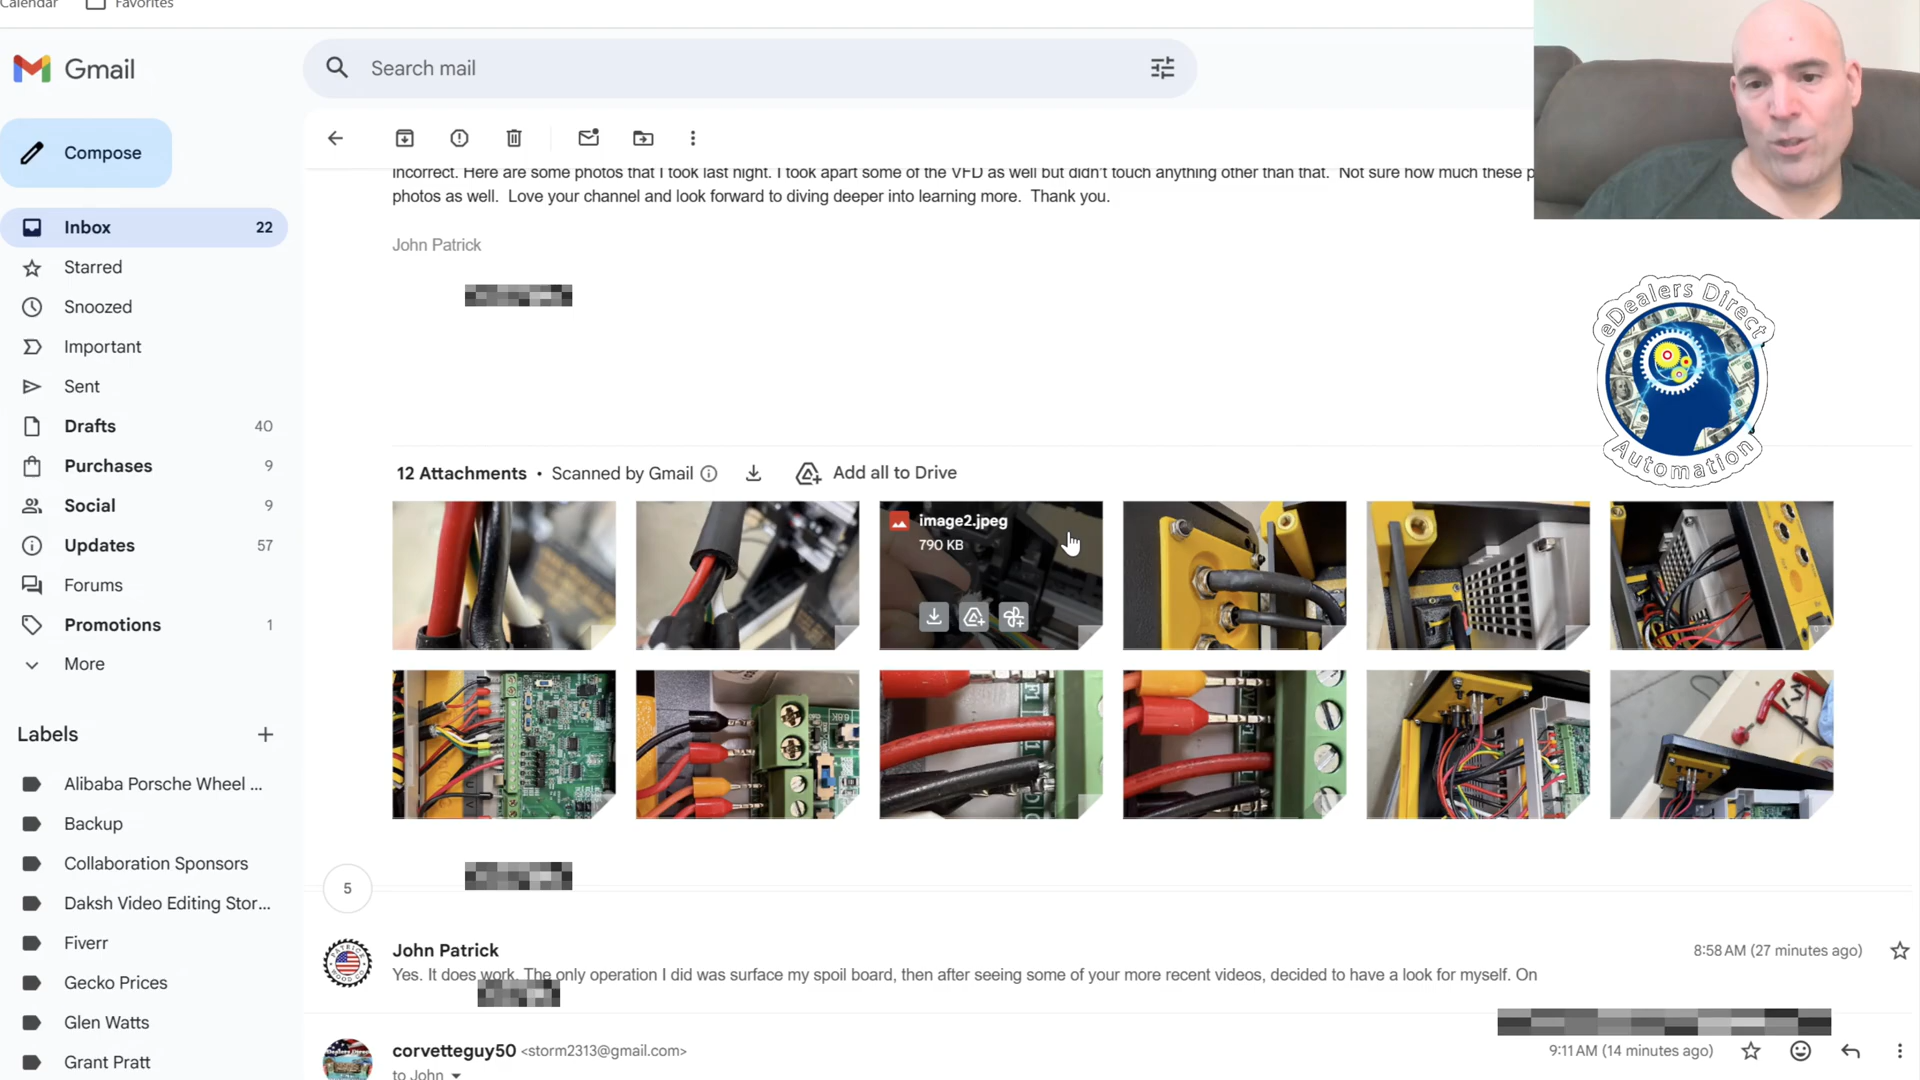 Calendar
Favorites
Gmail
Search mail
Compose
Inbox 22
Starred
Snoozed
Important
Sent
Drafts 40
Purchases 9
Social 9
Updates 57
Forums
Promotions 1
More
Labels
Alibaba Porsche Wheel ...
Backup
Collaboration Sponsors
Daksh Video Editing Stor...
Fiverr
Gecko Prices
Glen Watts
Grant Pratt
incorrect. Here are some photos that I took last night. I took apart some of the VFD as well but didn't touch anything other than that. Not sure how much these p
photos as well. Love your channel and look forward to diving deeper into learning more. Thank you.
John Patrick
eDealers Direct
Automation
12 Attachments • Scanned by Gmail
Add all to Drive
image2.jpeg
790 KB
5
John Patrick
8:58 AM (27 minutes ago)
Yes. It does work. The only operation I did was surface my spoil board, then after seeing some of your more recent videos, decided to have a look for myself. On
corvetteguy50 <storm2313@gmail.com>
9:11 AM (14 minutes ago)
to John